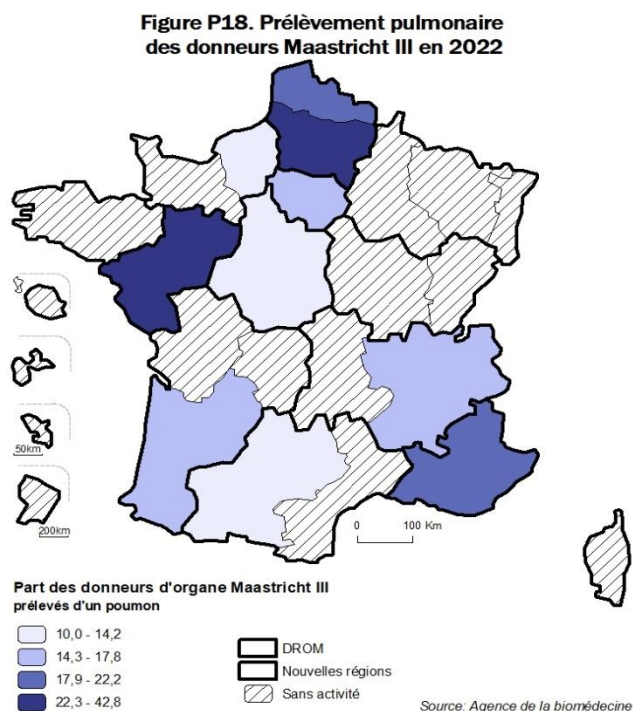 Figure P18. Prélèvement pulmonaire
des donneurs Maastricht III en 2022
50km
200km
0 100 Km
Part des donneurs d'organe Maastricht III
prélevés d'un poumon
10,0 - 14,2
14,3 - 17,8
17,9 - 22,2
22,3 - 42,8
DROM
Nouvelles régions
Sans activité
Source: Agence de la biomédecine